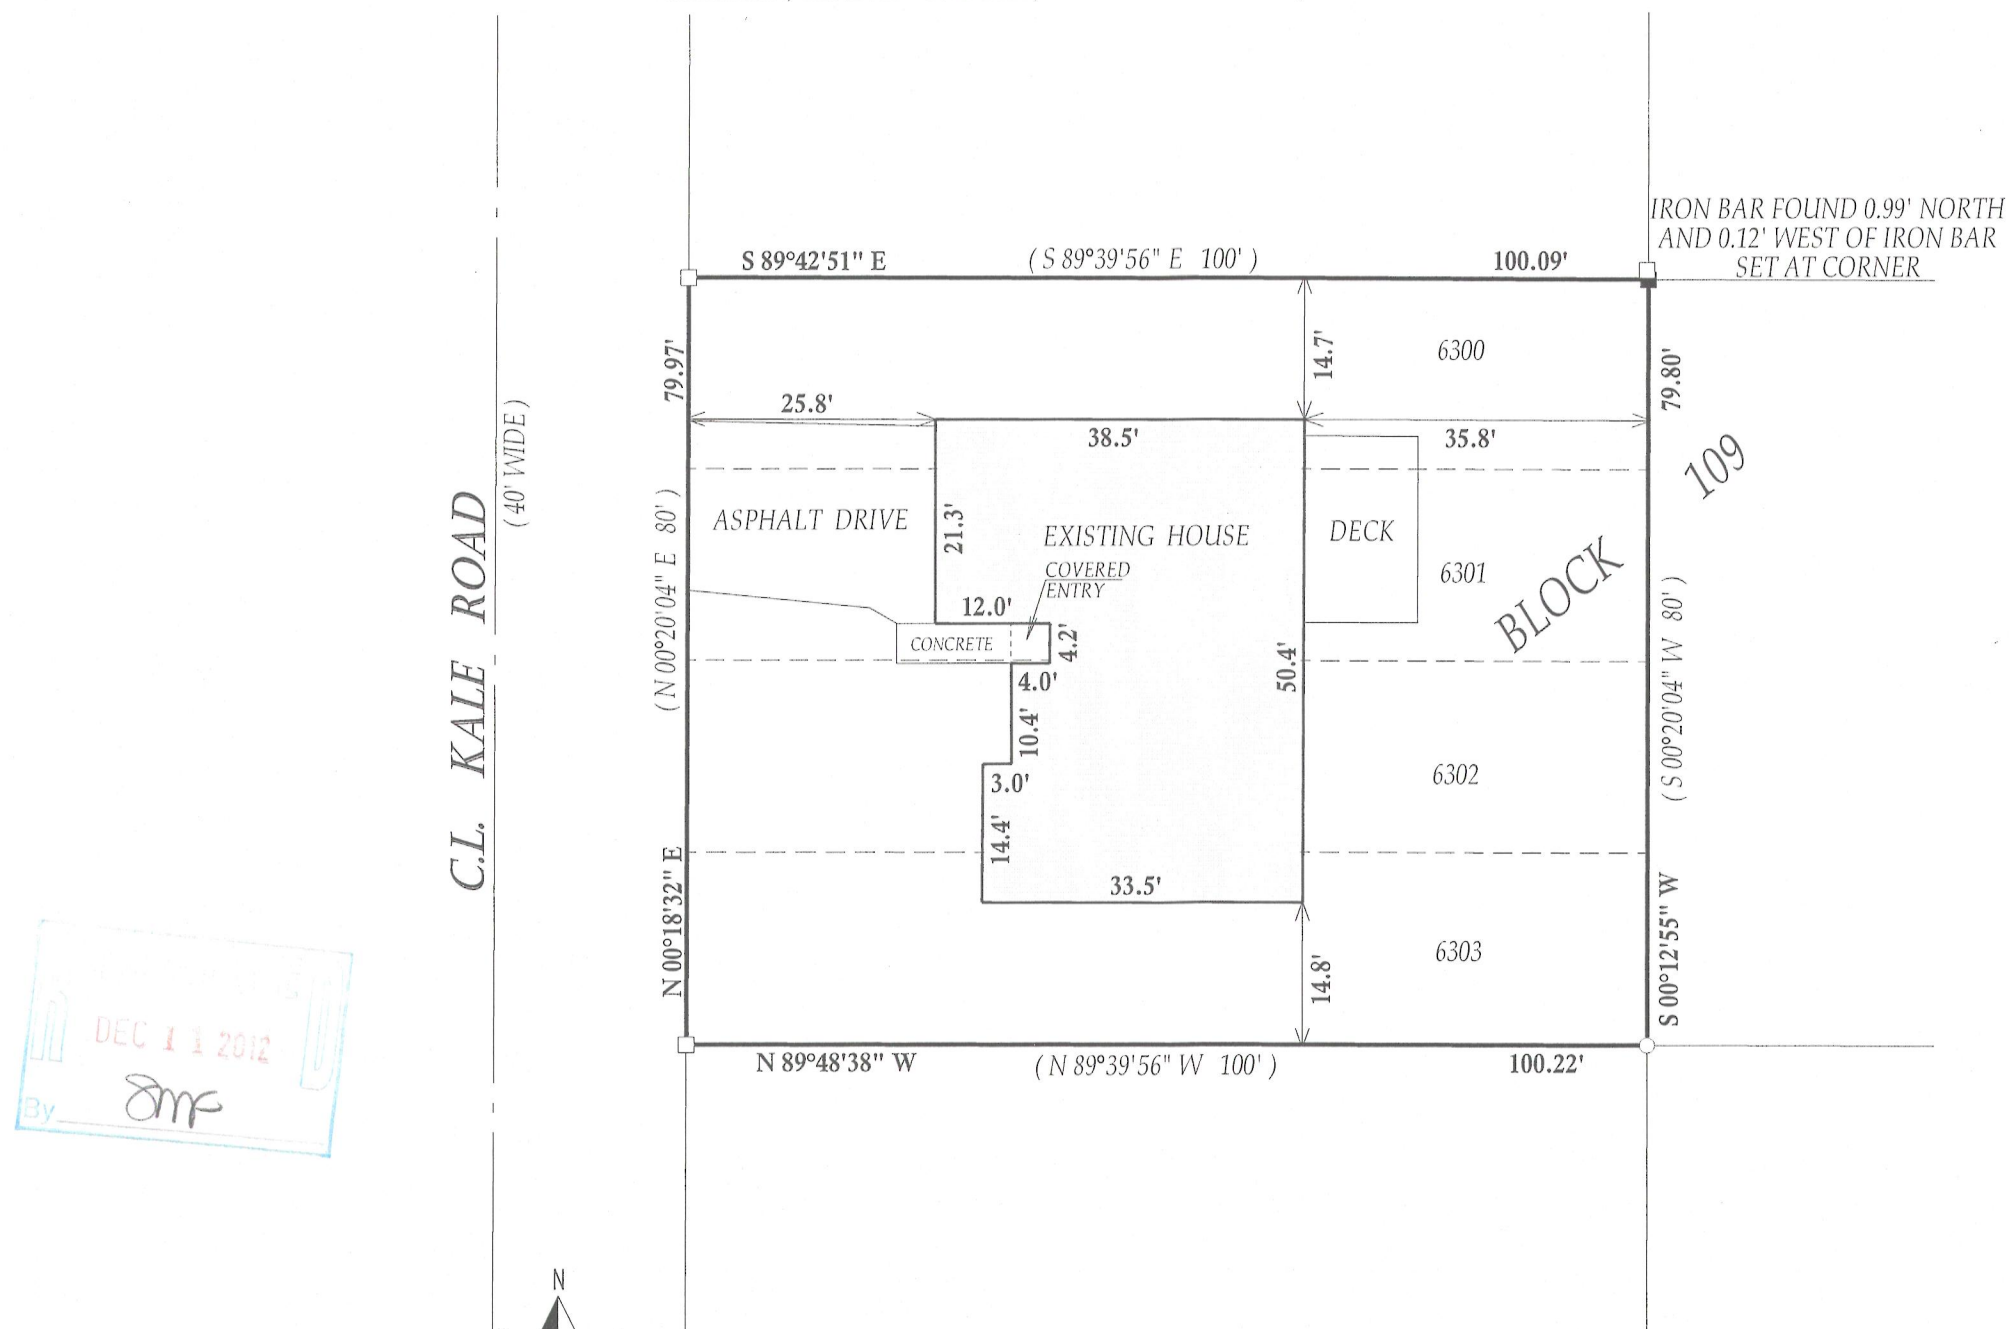 IRON BAR FOUND 0.99' NORTH
AND 0.12' WEST OF IRON BAR
SET AT CORNER
S 89°42'51" E
( S 89°39'56" E 100' )
100.09'
79.97'
14.7'
6300
79.80'
25.8'
38.5'
35.8'
( 40' WIDE )
109
BLOCK
C.L. KALE ROAD
( N 00°20'04" E 80' )
ASPHALT DRIVE
21.3'
EXISTING HOUSE
DECK
COVERED
ENTRY
6301
12.0'
CONCRETE
4.2'
4.0'
50.4'
( S 00°20'04" W 80' )
10.4'
3.0'
6302
14.4'
33.5'
N 00°18'32" E
S 00°12'55" W
14.8'
6303
N 89°48'38" W
( N 89°39'56" W 100' )
100.22'
DEC 11 2012
By
N